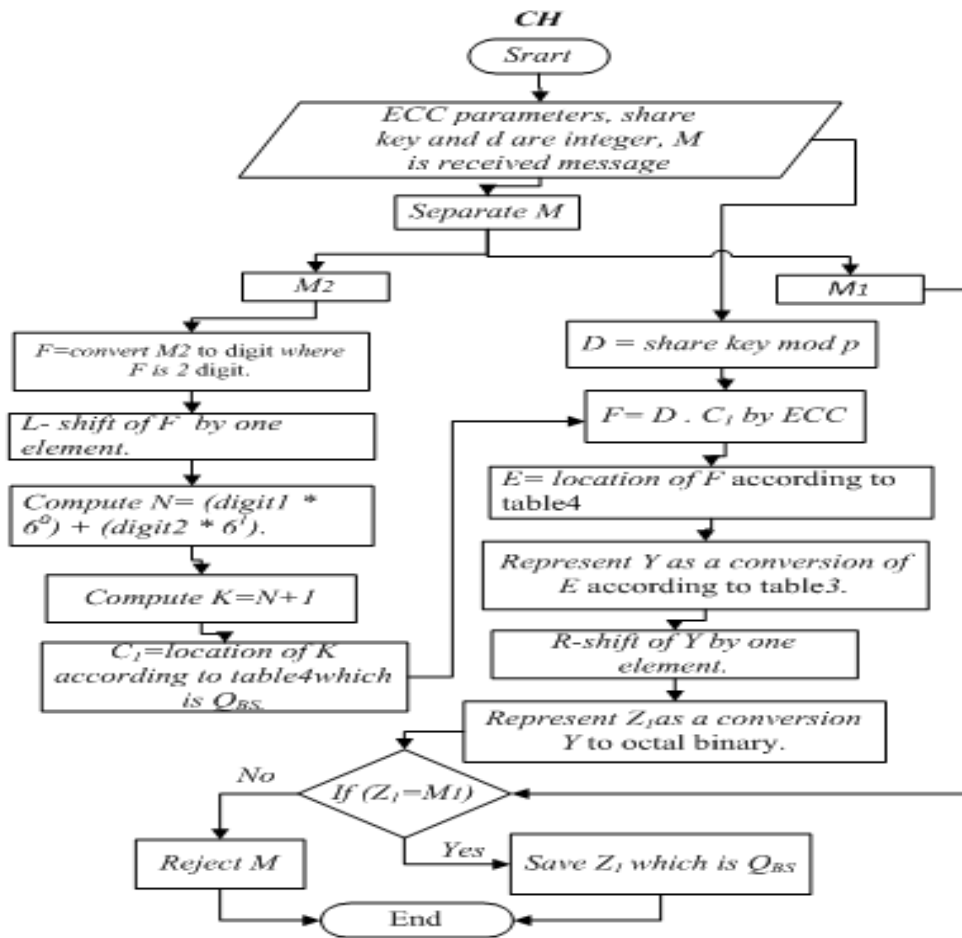 CH
Srart
ECC parameters, share
key and d are integer, M
is received message
Separate M
M2
M1
F=convert M2 to digit where
F is 2 digit.
D = share key mod p
L- shift of F by one
element.
F= D . C₁ by ECC
Compute N= (digit1 *
6⁰) + (digit2 * 6¹).
E= location of F according to
table4
Compute K=N+1
Represent Y as a conversion of
E according to table3.
C₁=location of K
according to table4which
is Q_BS.
R-shift of Y by one
element.
Represent Z₁as a conversion
Y to octal binary.
No
If (Z₁=M1)
Yes
Reject M
Save Z₁ which is Q_BS
End